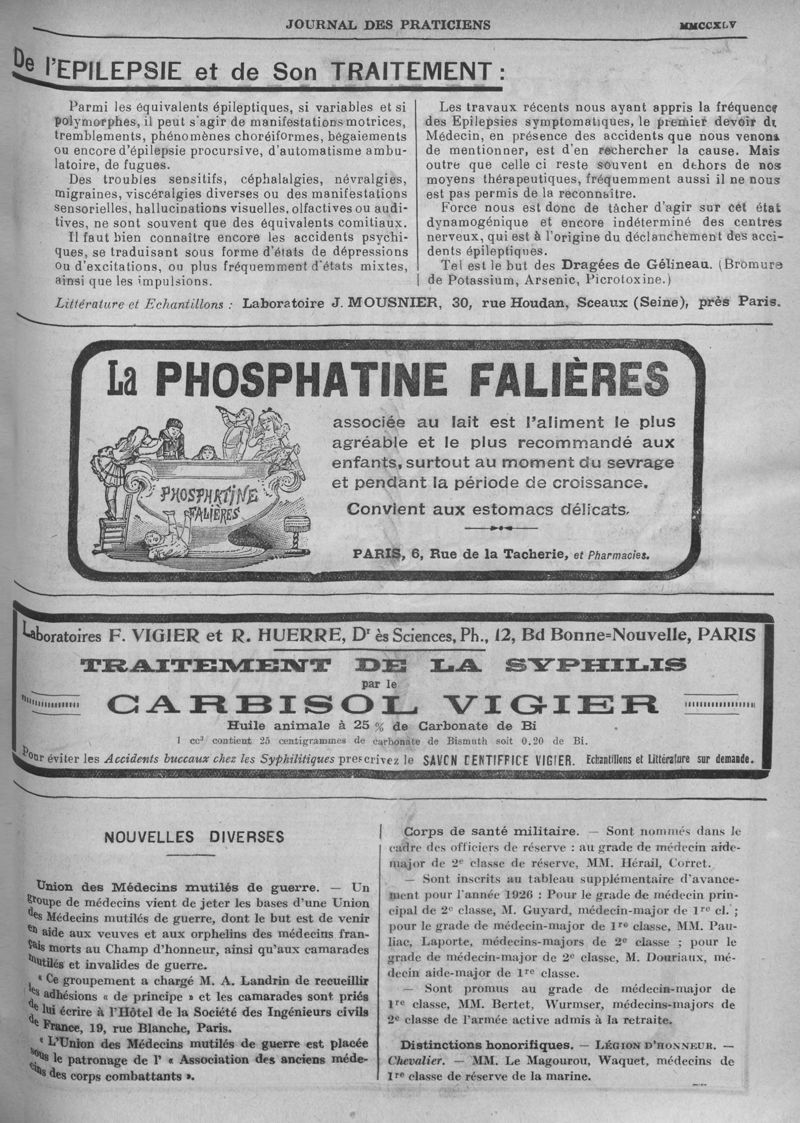 JOURNAL DES PRATICIENS
MMCCXLV
De l'EPILEPSIE et de Son TRAITEMENT :
Parmi les équivalents épileptiques, si variables et si
polymorphes, il peut s'agir de manifestations motrices,
tremblements, phénomènes choréiformes, bégaiements
ou encore d'épilepsie procursive, d'automatisme ambu-
latoire, de fugues.
Des troubles sensitifs, céphalalgies, névralgies,
migraines, viscéralgies diverses ou des manifestations
sensorielles, hallucinations visuelles, olfactives ou audi-
tives, ne sont souvent que des équivalents comitiaux.
Il faut bien connaître encore les accidents psychi-
ques, se traduisant sous forme d'états de dépressions
ou d'excitations, ou plus fréquemment d'états mixtes,
ainsi que les impulsions.
Les travaux récents nous ayant appris la fréquence
des Epilepsies symptomatiques, le premier devoir du
Médecin, en présence des accidents que nous venons
de mentionner, est d'en rechercher la cause. Mais
outre que celle ci reste souvent en dehors de nos
moyens thérapeutiques, fréquemment aussi il ne nous
est pas permis de la reconnaître.
Force nous est donc de tâcher d'agir sur cet état
dynamogénique et encore indéterminé des centres
nerveux, qui est à l'origine du déclanchement des acci-
dents épileptiques.
Tel est le but des Dragées de Gélineau. (Bromure
de Potassium, Arsenic, Picrotoxine.)
Littérature et Echantillons : Laboratoire J. MOUSNIER, 30, rue Houdan, Sceaux (Seine), près Paris.
La PHOSPHATINE FALIÈRES
PHOSPHATINE
FALIÈRES
associée au lait est l'aliment le plus
agréable et le plus recommandé aux
enfants, surtout au moment du sevrage
et pendant la période de croissance.
Convient aux estomacs délicats.
PARIS, 6, Rue de la Tacherie, et Pharmacies.
Laboratoires F. VIGIER et R. HUERRE, Dr ès Sciences, Ph., 12, Bd Bonne=Nouvelle, PARIS
TRAITEMENT DE LA SYPHILIS
par le
CARBISOL VIGIER
Huile animale à 25 % de Carbonate de Bi
1 cc3 contient 25 centigrammes de carbonate de Bismuth soit 0.20 de Bi.
Pour éviter les Accidents buccaux chez les Syphilitiques prescrivez le SAVON DENTIFRICE VIGIER. Echantillons et Littérature sur demande.
NOUVELLES DIVERSES
Union des Médecins mutilés de guerre. — Un
groupe de médecins vient de jeter les bases d'une Union
des Médecins mutilés de guerre, dont le but est de venir
en aide aux veuves et aux orphelins des médecins fran-
çais morts au Champ d'honneur, ainsi qu'aux camarades
mutilés et invalides de guerre.
« Ce groupement a chargé M. A. Landrin de recueillir
les adhésions « de principe » et les camarades sont priés
de lui écrire à l'Hôtel de la Société des Ingénieurs civils
de France, 19, rue Blanche, Paris.
« L'Union des Médecins mutilés de guerre est placée
sous le patronage de l' « Association des anciens méde-
cins des corps combattants ».
Corps de santé militaire. — Sont nommés dans le
cadre des officiers de réserve : au grade de médecin aide-
major de 2e classe de réserve, MM. Hérail, Corret.
— Sont inscrits au tableau supplémentaire d'avance-
ment pour l'année 1926 : Pour le grade de médecin prin-
cipal de 2e classe, M. Guyard, médecin-major de 1re cl. ;
pour le grade de médecin-major de 1re classe, MM. Pau-
liac, Laporte, médecins-majors de 2e classe ; pour le
grade de médecin-major de 2e classe, M. Douriaux, mé-
decin aide-major de 1re classe.
— Sont promus au grade de médecin-major de
1re classe, MM. Bertet, Wurmser, médecins-majors de
2e classe de l'armée active admis à la retraite.
Distinctions honorifiques. — LÉGION D'HONNEUR. —
Chevalier. — MM. Le Magourou, Waquet, médecins de
1re classe de réserve de la marine.